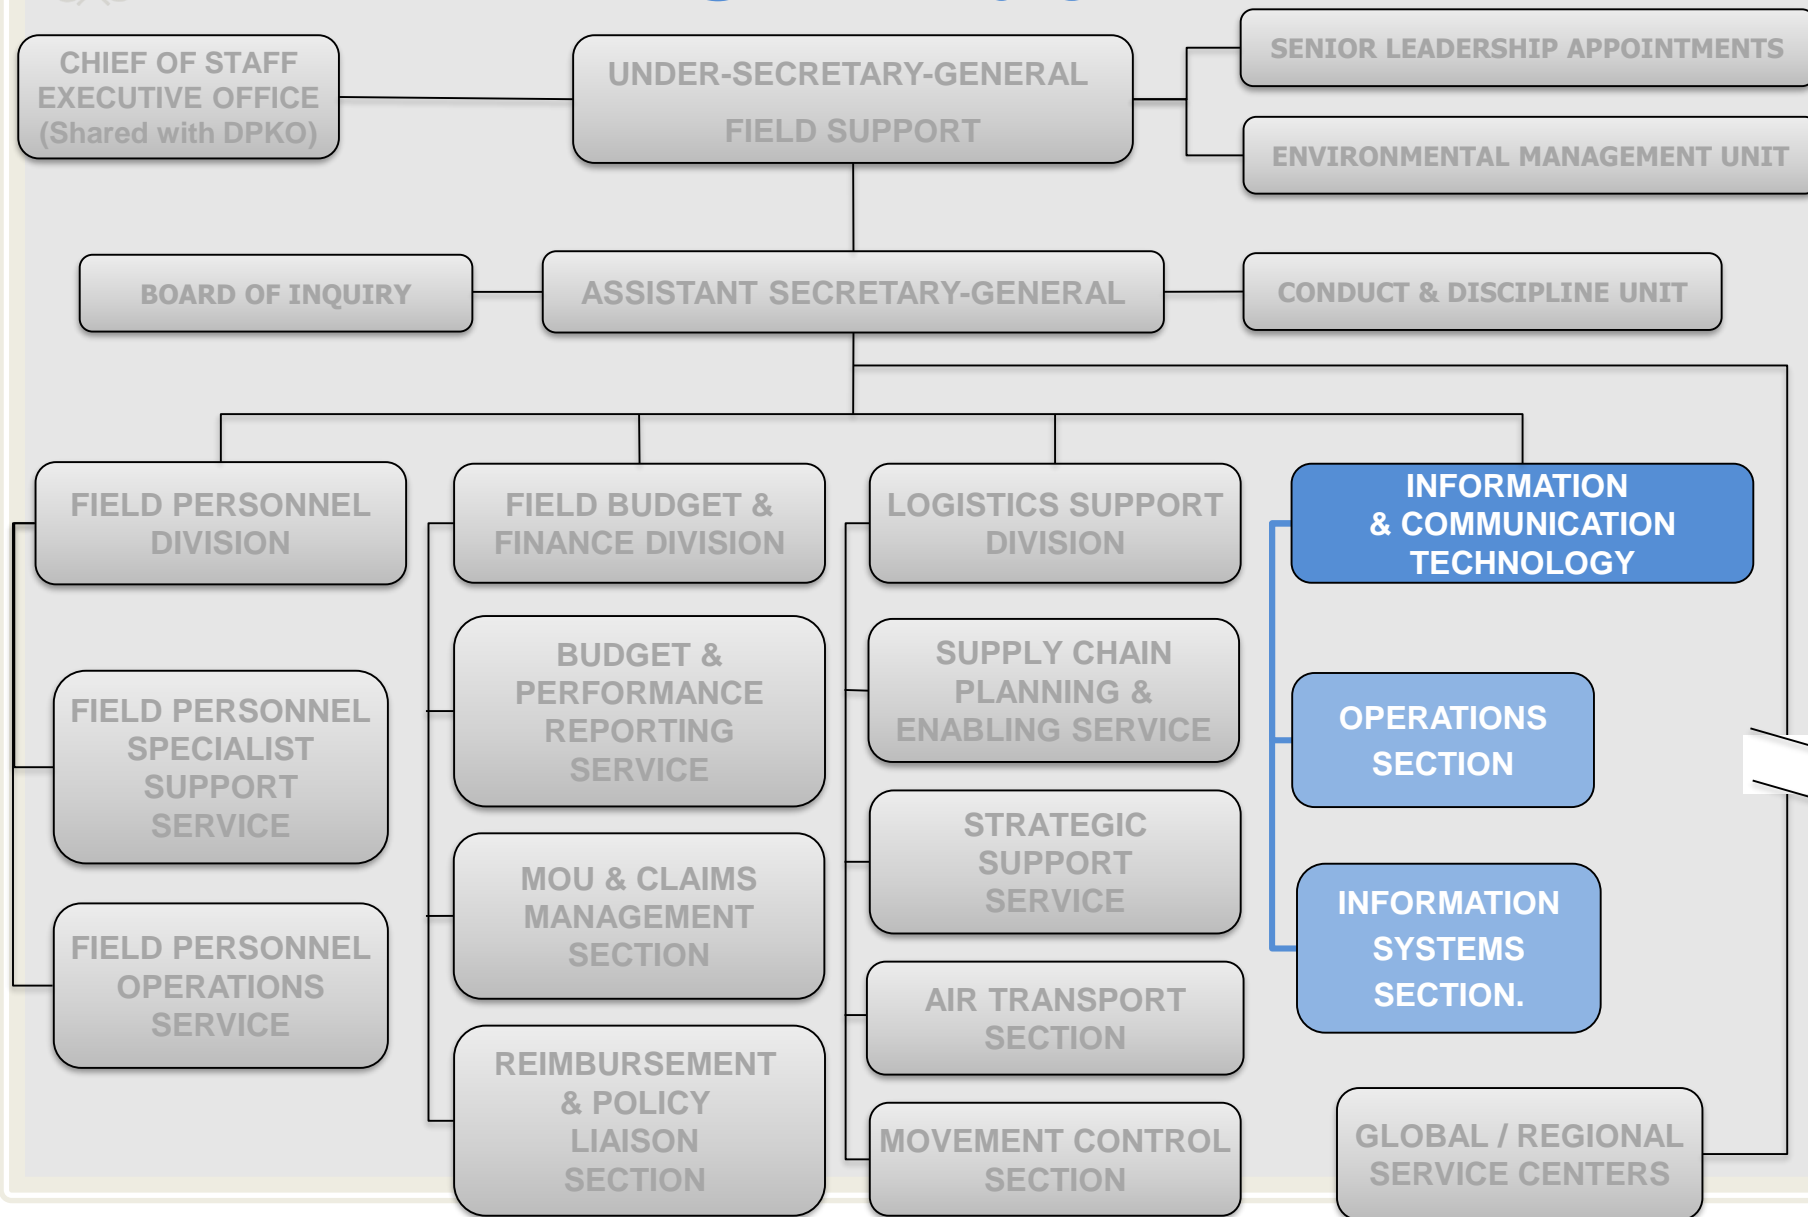 CHIEF OF STAFF
EXECUTIVE OFFICE
(Shared with DPKO)
UNDER-SECRETARY-GENERAL
FIELD SUPPORT
SENIOR LEADERSHIP APPOINTMENTS
ENVIRONMENTAL MANAGEMENT UNIT
BOARD OF INQUIRY
ASSISTANT SECRETARY-GENERAL
CONDUCT & DISCIPLINE UNIT
FIELD PERSONNEL
DIVISION
FIELD BUDGET &
FINANCE DIVISION
LOGISTICS SUPPORT
DIVISION
INFORMATION
& COMMUNICATION
TECHNOLOGY
FIELD PERSONNEL
SPECIALIST
SUPPORT
SERVICE
FIELD PERSONNEL
OPERATIONS
SERVICE
BUDGET &
PERFORMANCE
REPORTING
SERVICE
MOU & CLAIMS
MANAGEMENT
SECTION
REIMBURSEMENT
& POLICY
LIAISON
SECTION
SUPPLY CHAIN
PLANNING &
ENABLING SERVICE
STRATEGIC
SUPPORT
SERVICE
AIR TRANSPORT
SECTION
MOVEMENT CONTROL
SECTION
OPERATIONS
SECTION
INFORMATION
SYSTEMS
SECTION.
GLOBAL / REGIONAL
SERVICE CENTERS